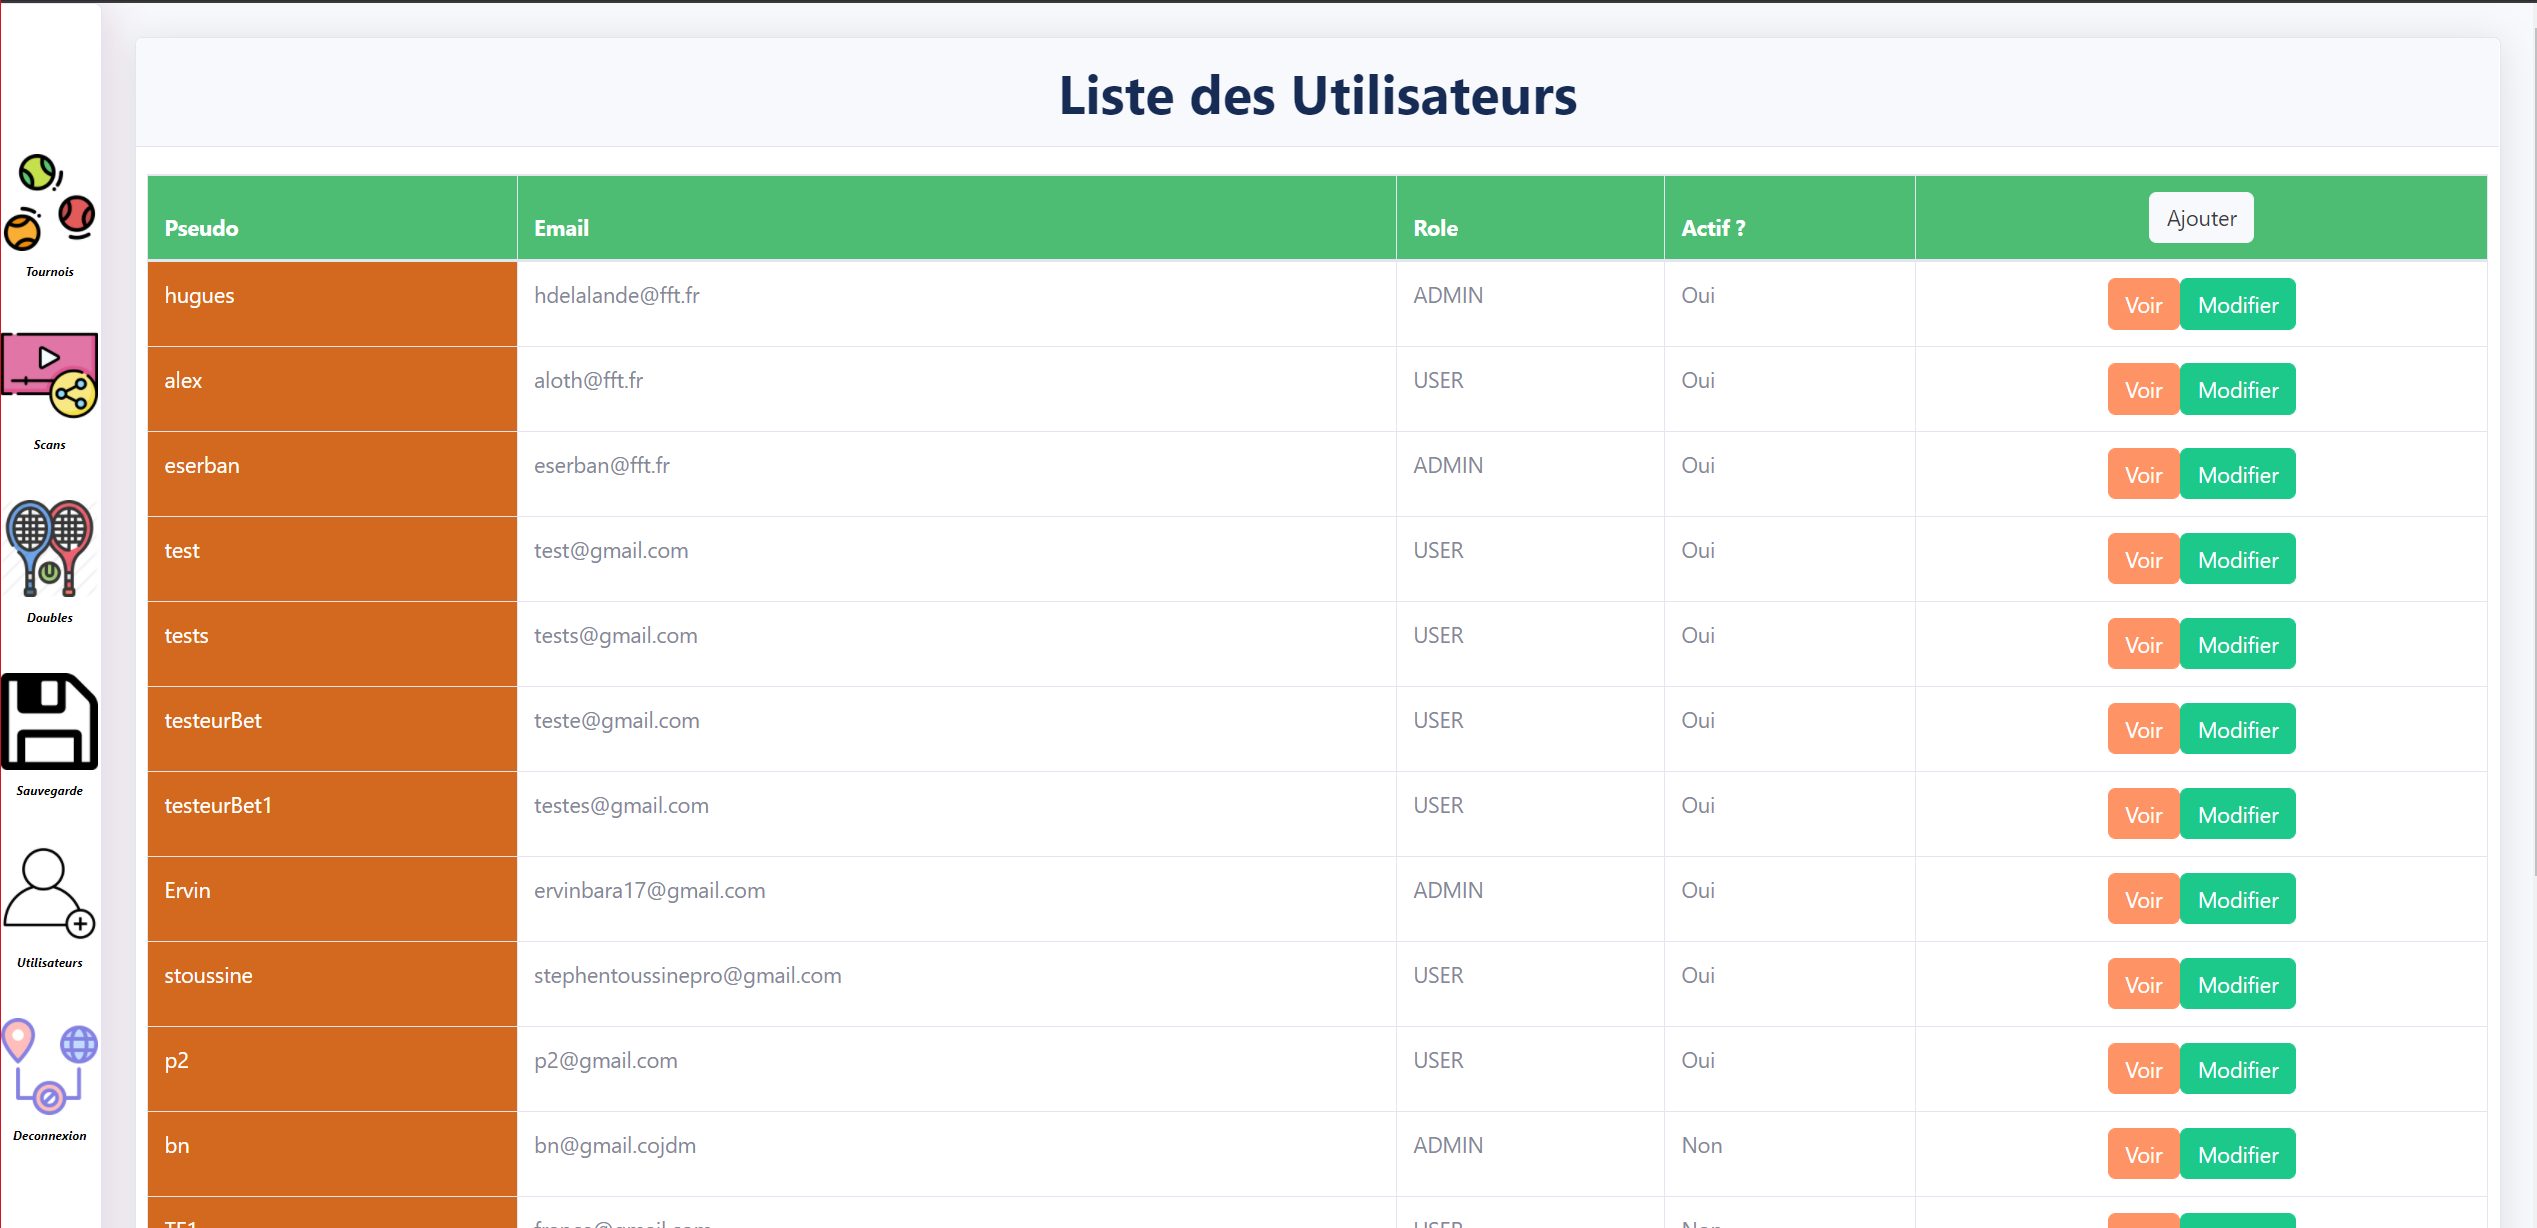 Liste des Utilisateurs
Pseudo Email Role Actif ? Ajouter
hugues hdelalande@fft.fr ADMIN Oui Voir Modifier
alex aloth@fft.fr USER Oui Voir Modifier
eserban eserban@fft.fr ADMIN Oui Voir Modifier
test test@gmail.com USER Oui Voir Modifier
tests tests@gmail.com USER Oui Voir Modifier
testeurBet teste@gmail.com USER Oui Voir Modifier
testeurBet1 testes@gmail.com USER Oui Voir Modifier
Ervin ervinbara17@gmail.com ADMIN Oui Voir Modifier
stoussine stephentoussinepro@gmail.com USER Oui Voir Modifier
p2 p2@gmail.com USER Oui Voir Modifier
bn bn@gmail.cojdm ADMIN Non Voir Modifier
USER Non
Tournois
Scans
Doubles
Sauvegarde
Utilisateurs
Deconnexion